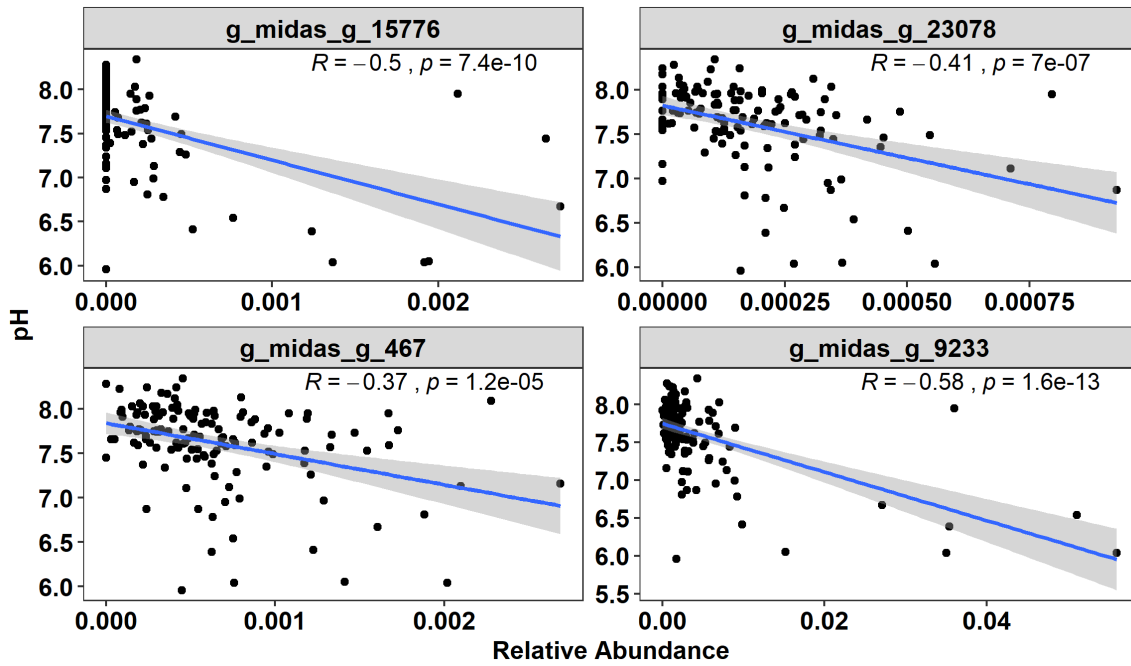 g_midas_g_15776
R = −0.5 , p = 7.4e-10
8.0
7.5
7.0
6.5
6.0
0.000 0.001 0.002
g_midas_g_23078
R = −0.41 , p = 7e-07
8.0
7.5
7.0
6.5
6.0
0.00000 0.00025 0.00050 0.00075
pH
g_midas_g_467
R = −0.37 , p = 1.2e-05
8.0
7.5
7.0
6.5
6.0
0.000 0.001 0.002
g_midas_g_9233
R = −0.58 , p = 1.6e-13
8.0
7.5
7.0
6.5
6.0
5.5
0.00 0.02 0.04
Relative Abundance